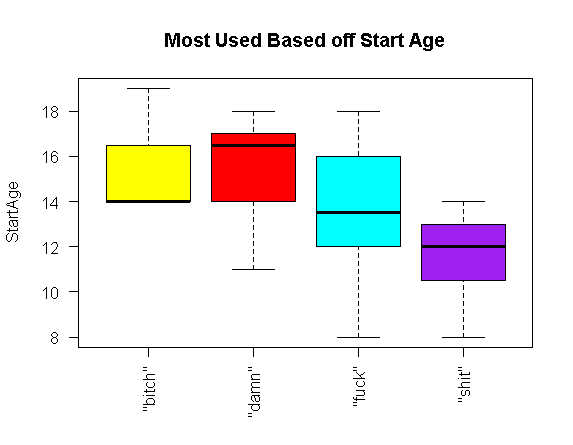 Most Used Based off Start Age
StartAge
18
16
14
12
10
8
"bitch"
"damn"
"fuck"
"shit"